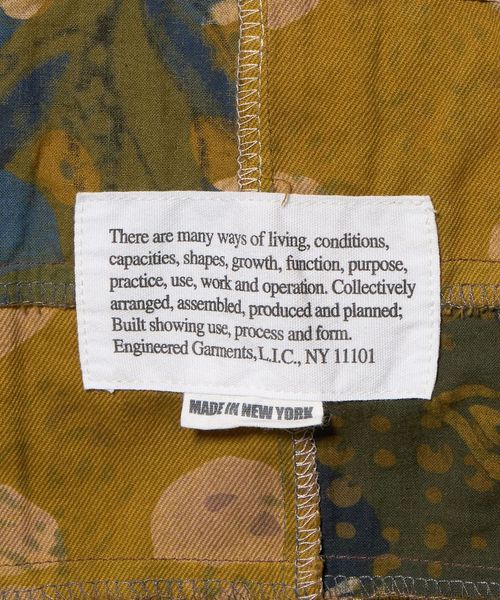 There are many ways of living, conditions,
capacities, shapes, growth, function, purpose,
practice, use, work and operation. Collectively
arranged, assembled, produced and planned;
Built showing use, process and form.
Engineered Garments, L.I.C., NY 11101
MADE IN NEW YORK